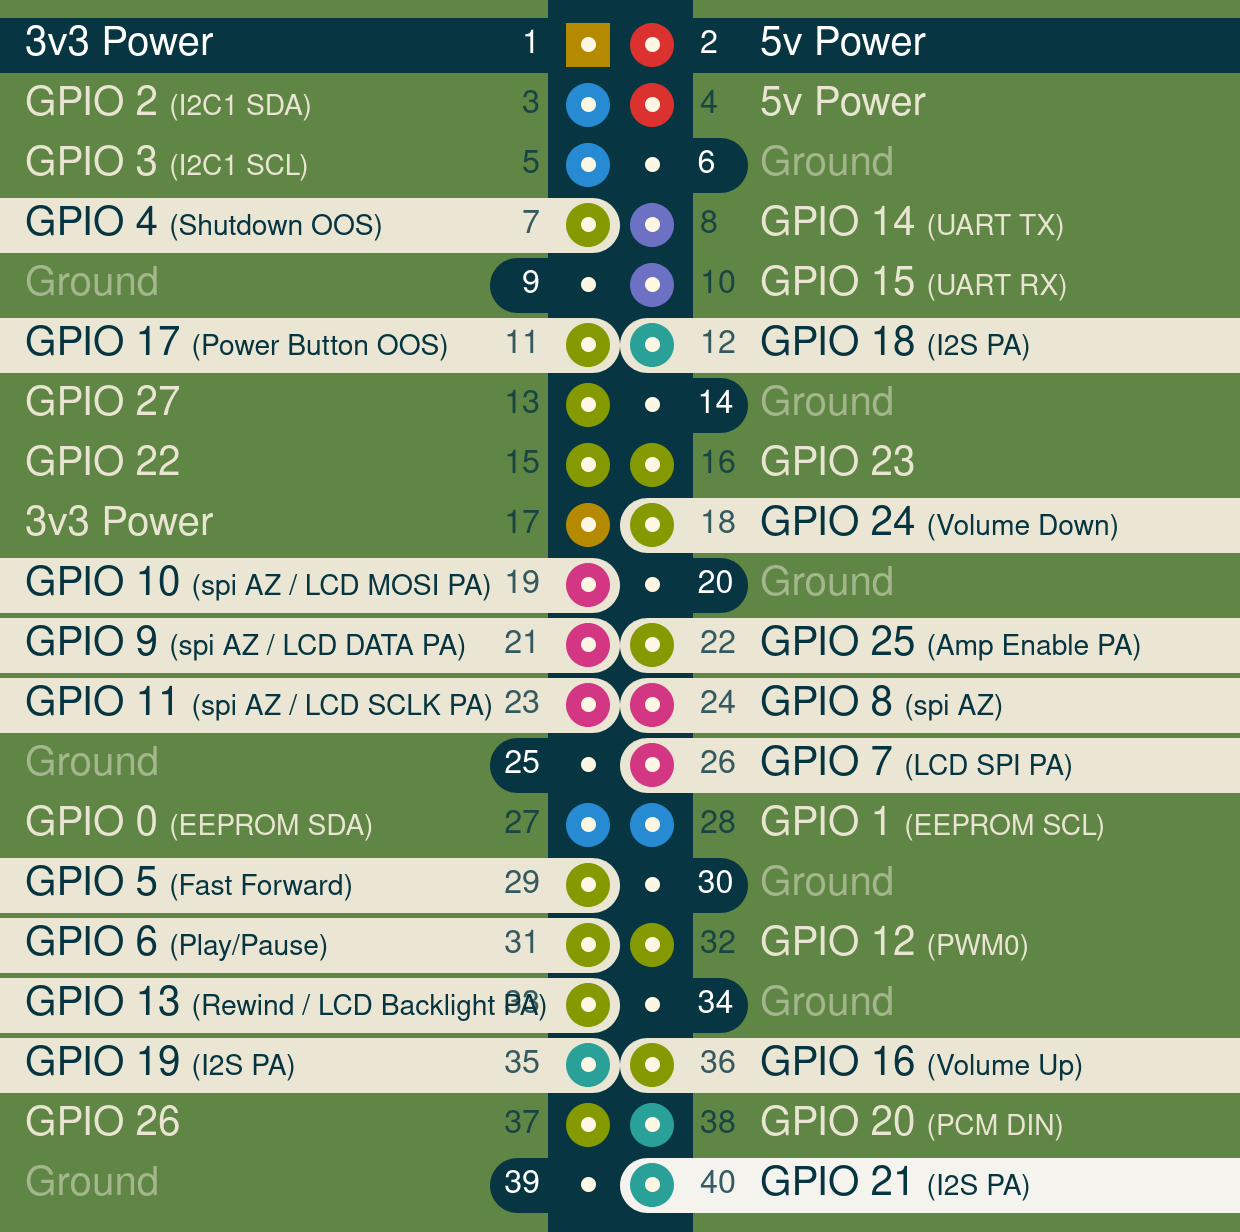 3v3 Power 1 2 5v Power
GPIO 2 (I2C1 SDA) 3 4 5v Power
GPIO 3 (I2C1 SCL) 5 6 Ground
GPIO 4 (Shutdown OOS) 7 8 GPIO 14 (UART TX)
Ground 9 10 GPIO 15 (UART RX)
GPIO 17 (Power Button OOS) 11 12 GPIO 18 (I2S PA)
GPIO 27 13 14 Ground
GPIO 22 15 16 GPIO 23
3v3 Power 17 18 GPIO 24 (Volume Down)
GPIO 10 (spi AZ / LCD MOSI PA) 19 20 Ground
GPIO 9 (spi AZ / LCD DATA PA) 21 22 GPIO 25 (Amp Enable PA)
GPIO 11 (spi AZ / LCD SCLK PA) 23 24 GPIO 8 (spi AZ)
Ground 25 26 GPIO 7 (LCD SPI PA)
GPIO 0 (EEPROM SDA) 27 28 GPIO 1 (EEPROM SCL)
GPIO 5 (Fast Forward) 29 30 Ground
GPIO 6 (Play/Pause) 31 32 GPIO 12 (PWM0)
GPIO 13 (Rewind / LCD Backlight PA) 33 34 Ground
GPIO 19 (I2S PA) 35 36 GPIO 16 (Volume Up)
GPIO 26 37 38 GPIO 20 (PCM DIN)
Ground 39 40 GPIO 21 (I2S PA)